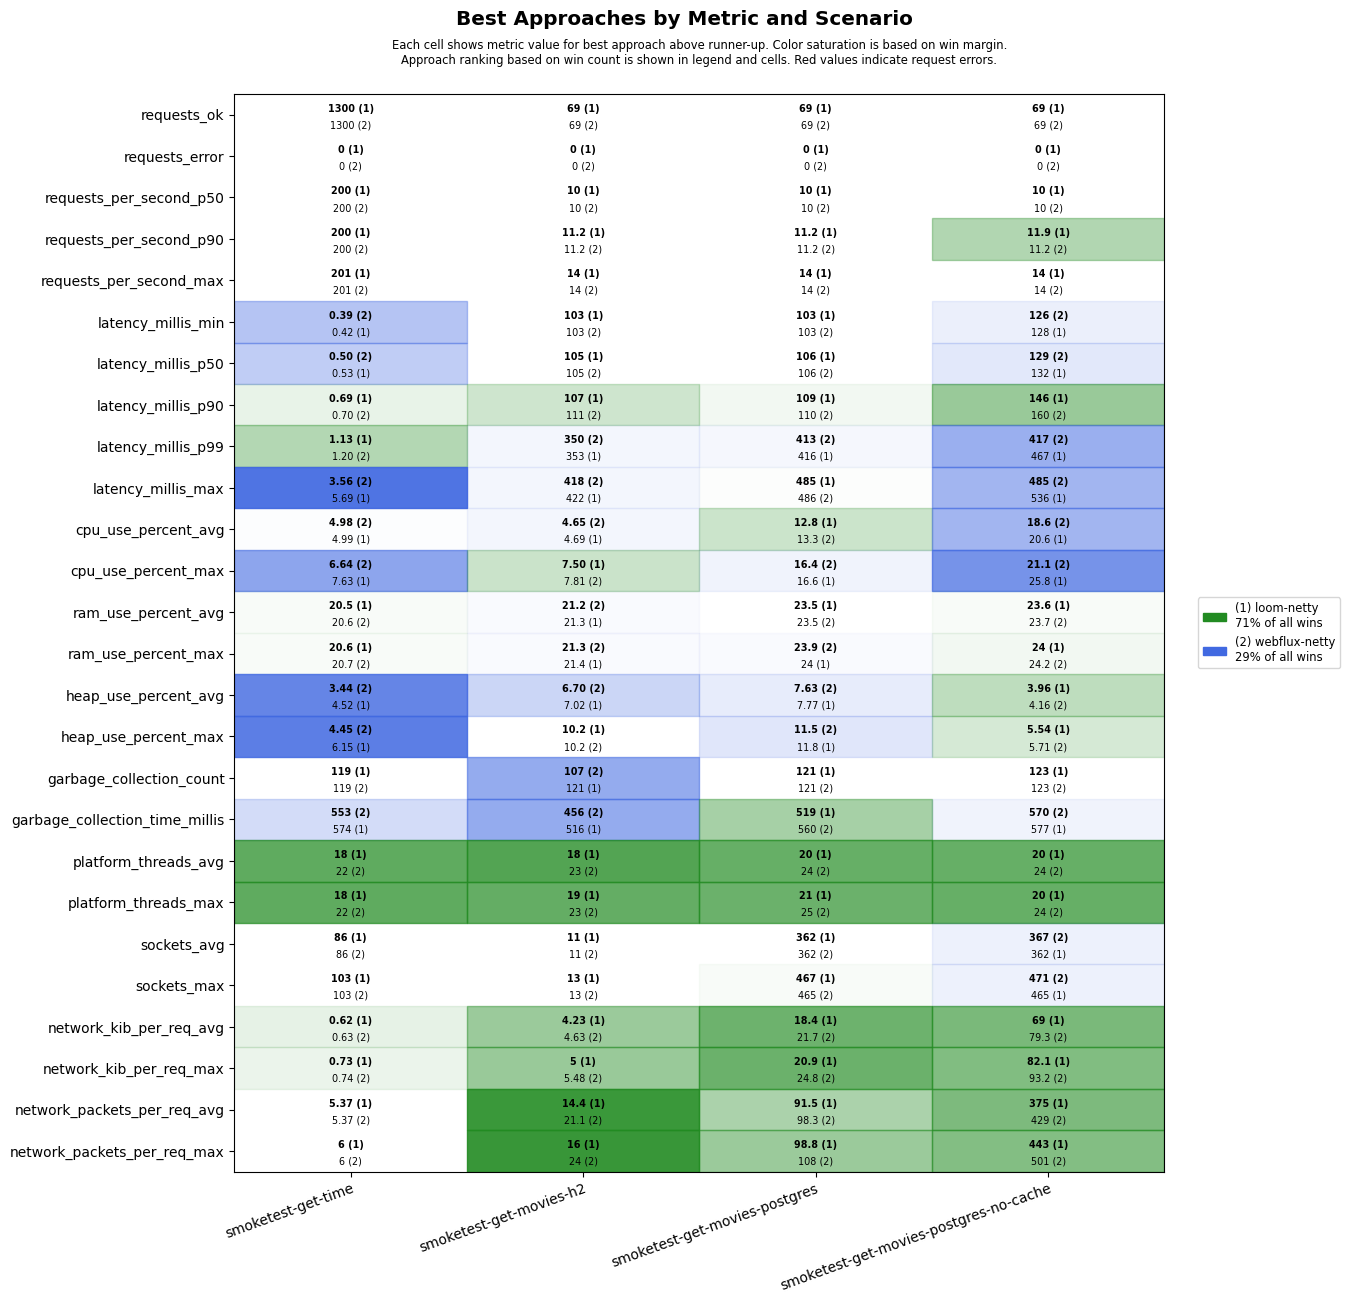 Best Approaches by Metric and Scenario
Each cell shows metric value for best approach above runner-up. Color saturation is based on win margin.
Approach ranking based on win count is shown in legend and cells. Red values indicate request errors.
requests_ok
1300 (1) 69 (1) 69 (1) 69 (1)
1300 (2) 69 (2) 69 (2) 69 (2)
requests_error
0 (1) 0 (1) 0 (1) 0 (1)
0 (2) 0 (2) 0 (2) 0 (2)
requests_per_second_p50
200 (1) 10 (1) 10 (1) 10 (1)
200 (2) 10 (2) 10 (2) 10 (2)
requests_per_second_p90
200 (1) 11.2 (1) 11.2 (1) 11.9 (1)
200 (2) 11.2 (2) 11.2 (2) 11.2 (2)
requests_per_second_max
201 (1) 14 (1) 14 (1) 14 (1)
201 (2) 14 (2) 14 (2) 14 (2)
latency_millis_min
0.39 (2) 103 (1) 103 (1) 126 (2)
0.42 (1) 103 (2) 103 (2) 128 (1)
latency_millis_p50
0.50 (2) 105 (1) 106 (1) 129 (2)
0.53 (1) 105 (2) 106 (2) 132 (1)
latency_millis_p90
0.69 (1) 107 (1) 109 (1) 146 (1)
0.70 (2) 111 (2) 110 (2) 160 (2)
latency_millis_p99
1.13 (1) 350 (2) 413 (2) 417 (2)
1.20 (2) 353 (1) 416 (1) 467 (1)
latency_millis_max
3.56 (2) 418 (2) 485 (1) 485 (2)
5.69 (1) 422 (1) 486 (2) 536 (1)
cpu_use_percent_avg
4.98 (2) 4.65 (2) 12.8 (1) 18.6 (2)
4.99 (1) 4.69 (1) 13.3 (2) 20.6 (1)
cpu_use_percent_max
6.64 (2) 7.50 (1) 16.4 (2) 21.1 (2)
7.63 (1) 7.81 (2) 16.6 (1) 25.8 (1)
ram_use_percent_avg
20.5 (1) 21.2 (2) 23.5 (1) 23.6 (1)
20.6 (2) 21.3 (1) 23.5 (2) 23.7 (2)
ram_use_percent_max
20.6 (1) 21.3 (2) 23.9 (2) 24 (1)
20.7 (2) 21.4 (1) 24 (1) 24.2 (2)
heap_use_percent_avg
3.44 (2) 6.70 (2) 7.63 (2) 3.96 (1)
4.52 (1) 7.02 (1) 7.77 (1) 4.16 (2)
heap_use_percent_max
4.45 (2) 10.2 (1) 11.5 (2) 5.54 (1)
6.15 (1) 10.2 (2) 11.8 (1) 5.71 (2)
garbage_collection_count
119 (1) 107 (2) 121 (1) 123 (1)
119 (2) 121 (1) 121 (2) 123 (2)
garbage_collection_time_millis
553 (2) 456 (2) 519 (1) 570 (2)
574 (1) 516 (1) 560 (2) 577 (1)
platform_threads_avg
18 (1) 18 (1) 20 (1) 20 (1)
22 (2) 23 (2) 24 (2) 24 (2)
platform_threads_max
18 (1) 19 (1) 21 (1) 20 (1)
22 (2) 23 (2) 25 (2) 24 (2)
sockets_avg
86 (1) 11 (1) 362 (1) 367 (2)
86 (2) 11 (2) 362 (2) 362 (1)
sockets_max
103 (1) 13 (1) 467 (1) 471 (2)
103 (2) 13 (2) 465 (2) 465 (1)
network_kib_per_req_avg
0.62 (1) 4.23 (1) 18.4 (1) 69 (1)
0.63 (2) 4.63 (2) 21.7 (2) 79.3 (2)
network_kib_per_req_max
0.73 (1) 5 (1) 20.9 (1) 82.1 (1)
0.74 (2) 5.48 (2) 24.8 (2) 93.2 (2)
network_packets_per_req_avg
5.37 (1) 14.4 (1) 91.5 (1) 375 (1)
5.37 (2) 21.1 (2) 98.3 (2) 429 (2)
network_packets_per_req_max
6 (1) 16 (1) 98.8 (1) 443 (1)
6 (2) 24 (2) 108 (2) 501 (2)
smoketest-get-time
smoketest-get-movies-h2
smoketest-get-movies-postgres
smoketest-get-movies-postgres-no-cache
(1) loom-netty
71% of all wins
(2) webflux-netty
29% of all wins